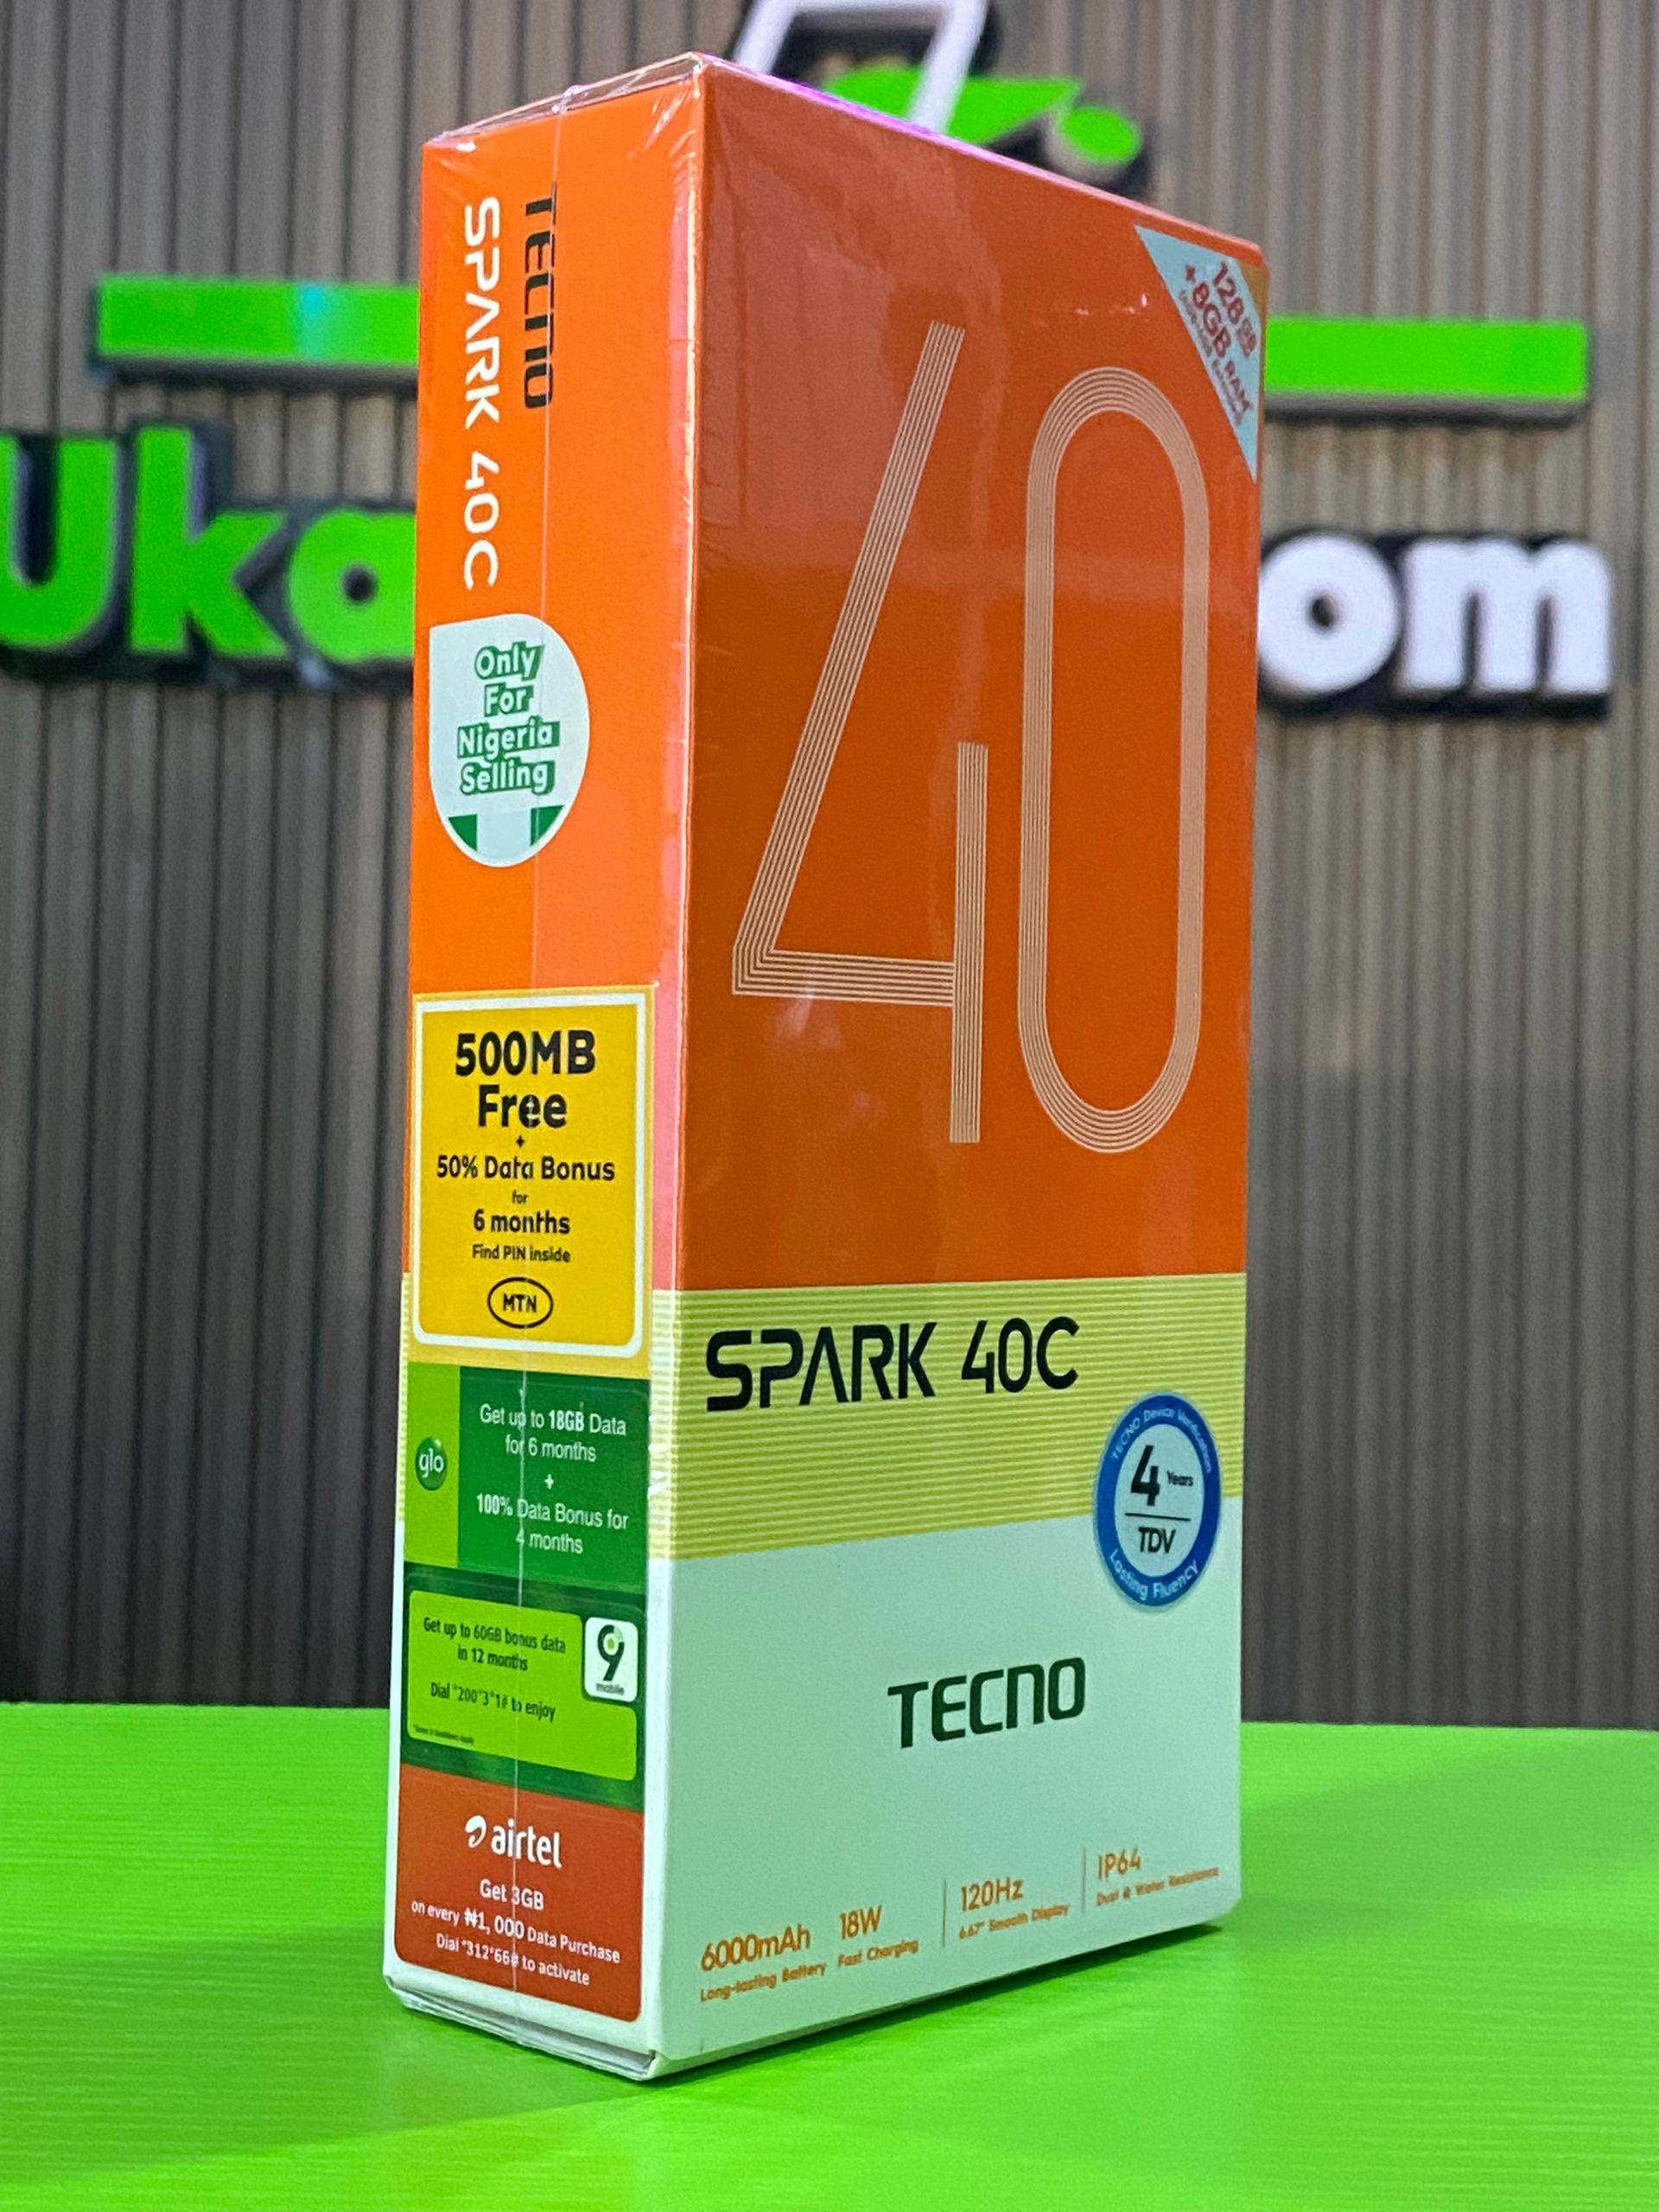 TECNO
SPARK 40C
Only
For
Nigeria
Selling
500MB
Free
+
50% Data Bonus
for
6 months
Find PIN inside
MTN
glo
Get up to 18GB Data
for 6 months
+
100% Data Bonus for
4 months
Get up to 60GB bonus data
in 12 months
Dial *200*3*1# to enjoy
9
mobile
airtel
Get 3GB
on every ₦1, 000 Data Purchase
Dial *312*66# to activate
128GB
+8GB RAM*
40
SPARK 40C
TECNO Device Verification
4 Years
TDV
Lasting Fluency
TECNO
6000mAh
Long-lasting Battery
18W
Fast Charging
120Hz
6.67" Smooth Display
IP64
Dust & Water Resistance
uka
om